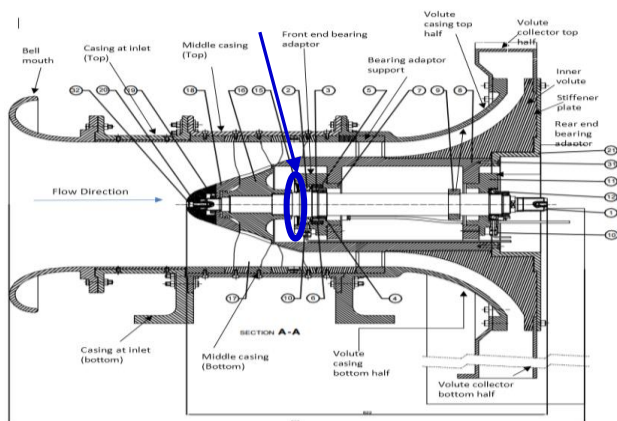 Bell
mouth
Casing at inlet
(Top)
Middle casing
(Top)
Front end bearing
adaptor
Bearing adaptor
support
Volute
casing top
half
Volute
collector top
half
Inner
volute
Stiffener
plate
Rear end
bearing
adaptor
32
20
19
18
16
15
2
3
5
7
9
8
21
31
11
12
1
10
Flow Direction
17
10
6
4
SECTION A-A
Casing at inlet
(bottom)
Middle casing
(Bottom)
Volute
casing
bottom half
Volute collector
bottom half